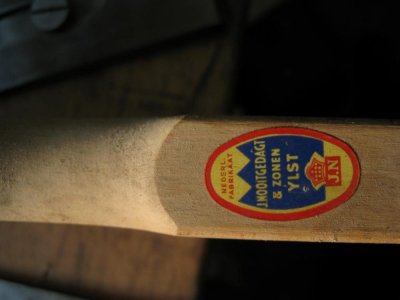 NEDERL.
FABRIKAAT
J.NOOITGEDAGT
& ZONEN
YLST
J.N